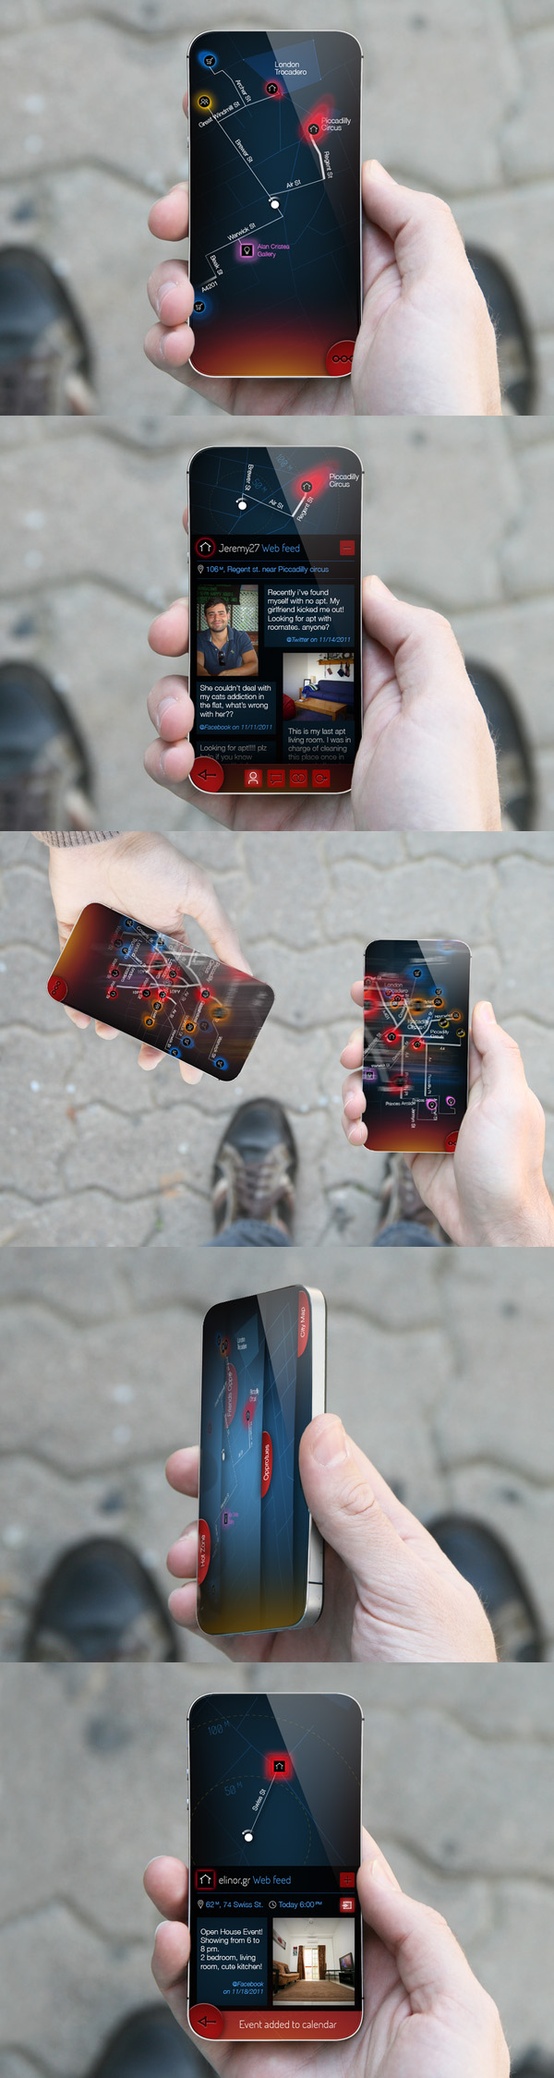 London
Trocadero
Archer St
Great Windmill St
Piccadilly
Circus
Brewer St
Regent St
Air St
Warwick St
Alan Cristea
Gallery
Beak St
A4201
Brewer St
Piccadilly
Circus
Air St
Regent St
Jeremy27 Web feed
106M, Regent st. near Piccadilly circus
Recently i've found
myself with no apt. My
girlfriend kicked me out!
Looking for apt with
roomates. anyone?
@Twitter on 11/14/2011
She couldn't deal with
my cats addiction in
the flat, what's wrong
with her??
@Facebook on 11/11/2011
This is my last apt
living room. I was in
charge of cleaning
this place once in
Looking for apt!!!! plz
if you know
London
Trocadero
Piccadilly
Circus
City Map
Opprotues
Hot Zone
100 M
50 M
Swiss St
elinor.gr Web feed
62M, 74 Swiss St. Today 6:00PM
Open House Event!
Showing from 6 to
8 pm.
2 bedroom, living
room, cute kitchen!
@Facebook
on 11/18/2011
Event added to calendar